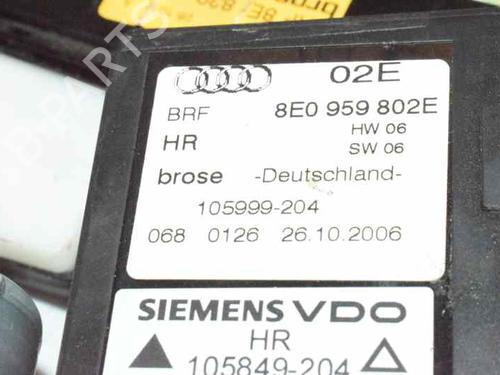 02E
BRF 8E0 959 802E
HR HW 06
SW 06
brose -Deutschland-
105999-204
068 0126 26.10.2006
SIEMENS VDO
HR
105849-204